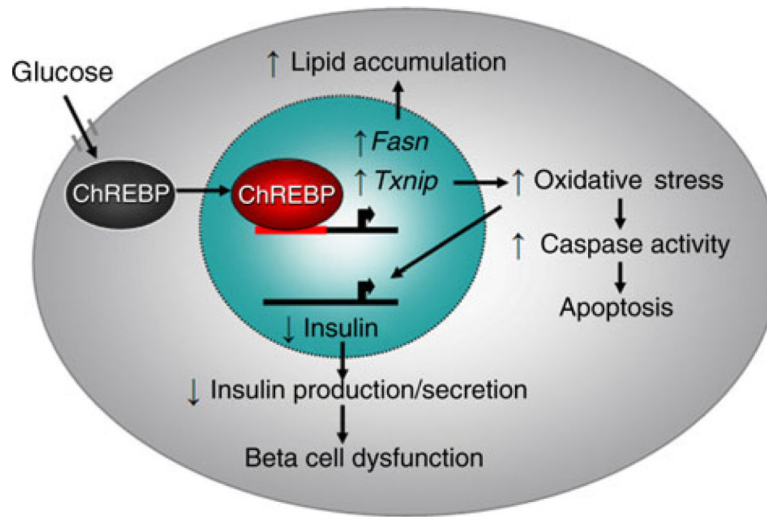 ↑ Lipid accumulation
Glucose
↑ Fasn
ChREBP
ChREBP
↑ Txnip
↑ Oxidative stress
↑ Caspase activity
Apoptosis
↓ Insulin
↓ Insulin production/secretion
Beta cell dysfunction